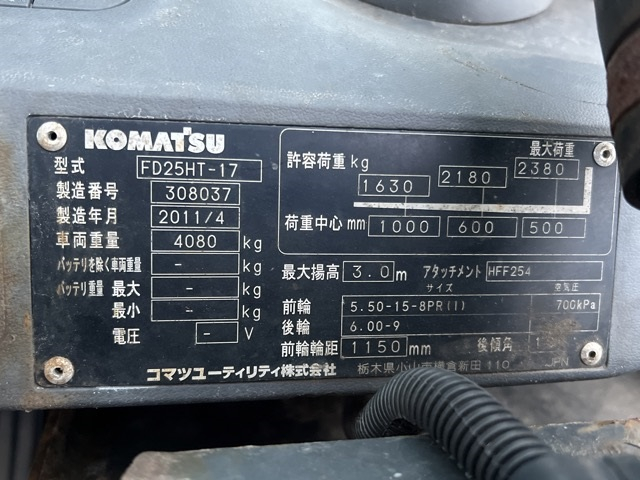 KOMATSU
型式 FD25HT-17
製造番号 308037
製造年月 2011/4
車両重量 4080 kg
バッテリを除く車両重量 - kg
バッテリ重量 最大 - kg
最小 - kg
電圧 - V
コマツユーティリティ株式会社
最大荷重
許容荷重 kg 1630 2180 2380
荷重中心 mm 1000 600 500
最大揚高 3.0 m アタッチメント HFF254
サイズ 空気圧
前輪 5.50-15-8PR(I) 700kPa
後輪 6.00-9
前輪輪距 1150 mm 後傾角
栃木県小山市横倉新田110 JPN